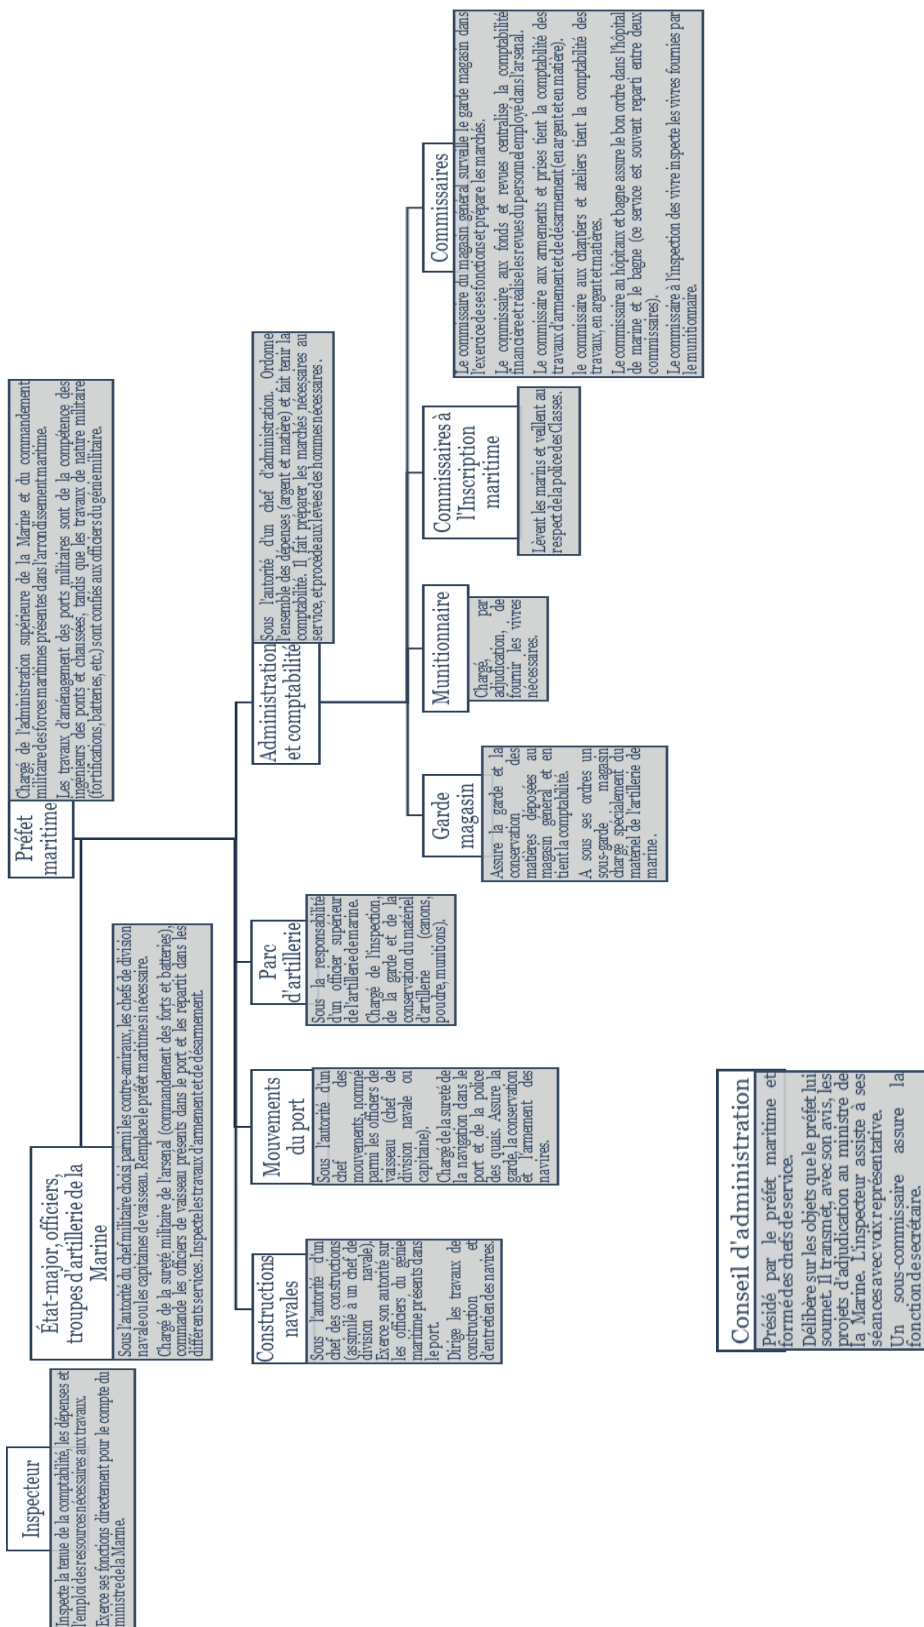 Inspecteur
Inspecte la tenue de la comptabilité, les dépenses et
l'emploi des ressources nécessaires aux travaux.
Exerce ses fonctions directement pour le compte du
ministre de la Marine.
Préfet
maritime
Chargé de l'administration supérieure de la Marine et du commandement
militaire des forces maritimes présentes dans l'arrondissement maritime.
Les travaux d'aménagement des ports militaires sont de la compétence des
ingénieurs des ponts et chaussées, tandis que les travaux de nature militaire
(fortifications, batteries, etc.) sont confiés aux officiers du génie militaire.
État-major, officiers,
troupes d'artillerie de la
Marine
Sous l'autorité du chef militaire choisi parmi les contre-amiraux, les chefs de division
navale ou les capitaines de vaisseau. Remplace le préfet maritime si nécessaire.
Chargé de la sureté militaire de l'arsenal (commandement des forts et batteries),
commande les officiers de vaisseau présents dans le port et les repartit dans les
différents services. Inspecte les travaux d'armement et de désarmement.
Constructions
navales
Sous l'autorité d'un
chef des constructions
(assimilé à un chef de
division navale).
Exerce son autorité sur
les officiers du génie
maritime présents dans
le port.
Dirige les travaux de
construction et
d'entretien des navires.
Mouvements
du port
Sous l'autorité d'un
chef des
mouvements, nommé
parmi les officiers de
vaisseau (chef de
division navale ou
capitaine).
Chargé de la sureté de
la navigation dans le
port et de la police
des quais. Assure la
garde, la conservation
et l'armement des
navires.
Parc
d'artillerie
Sous la responsabilité
d'un officier supérieur
de l'artillerie de marine.
Chargé de l'inspection,
de la garde et de la
conservation du matériel
d'artillerie (canons,
poudre, munitions).
Administration
et comptabilité
Sous l'autorité d'un chef d'administration. Ordonne
l'ensemble des dépenses (argent et matière) et fait tenir la
comptabilité. Il fait préparer les marchés nécessaires au
service, et procède aux levées des hommes nécessaires .
Garde
magasin
Assure la garde et la
conservation des
matières déposées au
magasin général et en
tient la comptabilité.
A sous ses ordres un
sous-garde magasin
chargé spécialement du
matériel de l'artillerie de
marine .
Munitionnaire
Chargé, par
adjudication, de
fournir les vivres
nécessaires.
Commissaires à
l'Inscription
maritime
Lèvent les marins et veillent au
respect de la police des Classes.
Commissaires
Le commissaire du magasin général surveille le garde magasin dans
l'exercice de ses fonctions et prépare les marchés.
Le commissaire aux fonds et revues centralise la comptabilité
financière et réalise les revues du personnel employé dans l'arsenal.
Le commissaire aux armements et prises tient la comptabilité des
travaux d'armement et de désarmement (en argent et en matière).
le commissaire aux chantiers et ateliers tient la comptabilité des
travaux, en argent et matières.
Le commissaire au hôpitaux et bagne assure le bon ordre dans l'hôpital
de marine et le bagne (ce service est souvent reparti entre deux
commissaires).
Le commissaire à l'inspection des vivre inspecte les vivres fournies par
le munitionnaire.
Conseil d'administration
Présidé par le préfet maritime et
formé des chefs de service.
Délibère sur les objets que le préfet lui
soumet. Il transmet, avec son avis, les
projets d'adjudication au ministre de
la Marine. L'inspecteur assiste à ses
séances avec voix représentative.
Un sous-commissaire assure la
fonction le secrétaire.